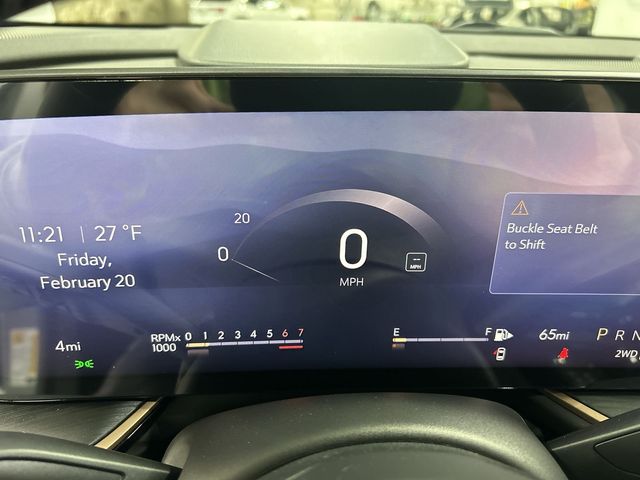 11:21 | 27 °F
Friday,
February 20
4mi
20
0
0
MPH
--
MPH
Buckle Seat Belt
to Shift
RPMx
1000
0 1 2 3 4 5 6 7
E F
65mi
P R N
2WD